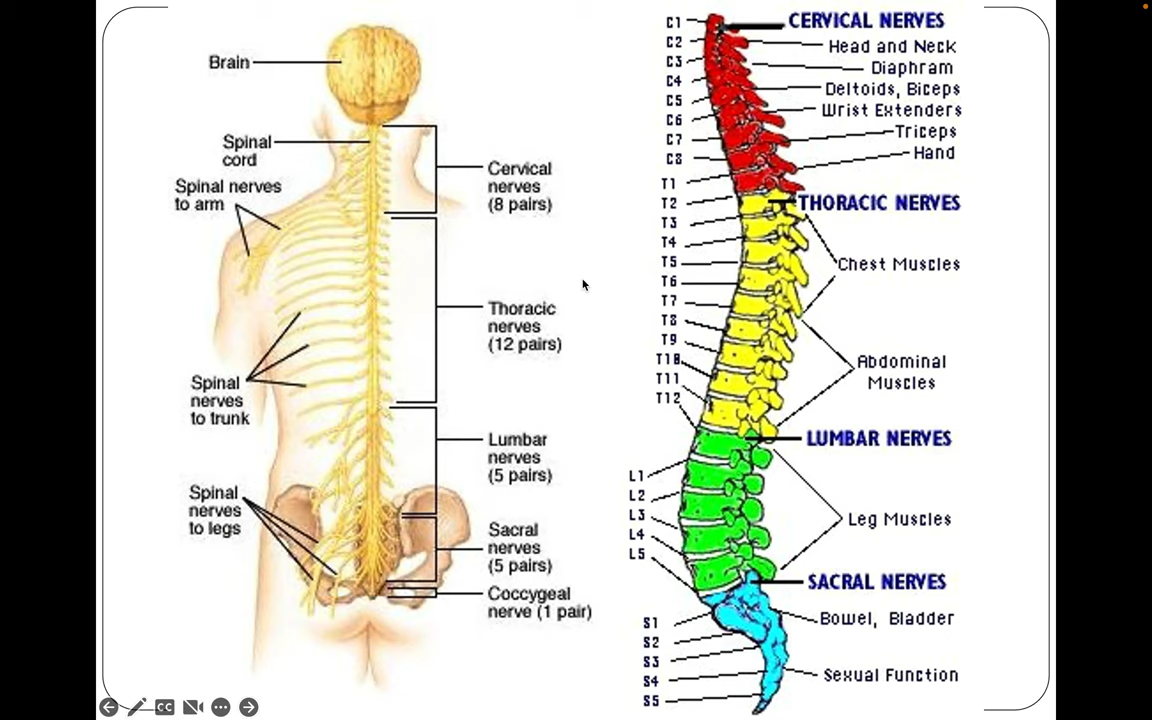 Brain
Spinal
cord
Spinal nerves
to arm
Spinal
nerves
to trunk
Spinal
nerves
to legs
Cervical
nerves
(8 pairs)
Thoracic
nerves
(12 pairs)
Lumbar
nerves
(5 pairs)
Sacral
nerves
(5 pairs)
Coccygeal
nerve (1 pair)
C1
C2
C3
C4
C5
C6
C7
C8
T1
T2
T3
T4
T5
T6
T7
T8
T9
T10
T11
T12
L1
L2
L3
L4
L5
S1
S2
S3
S4
S5
CERVICAL NERVES
Head and Neck
Diaphram
Deltoids, Biceps
Wrist Extenders
Triceps
Hand
THORACIC NERVES
Chest Muscles
Abdominal
Muscles
LUMBAR NERVES
Leg Muscles
SACRAL NERVES
Bowel, Bladder
Sexual Function
CC